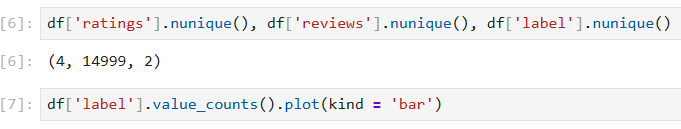 [6]: df['ratings'].nunique(), df['reviews'].nunique(), df['label'].nunique()
[6]: (4, 14999, 2)
[7]: df['label'].value_counts().plot(kind = 'bar')